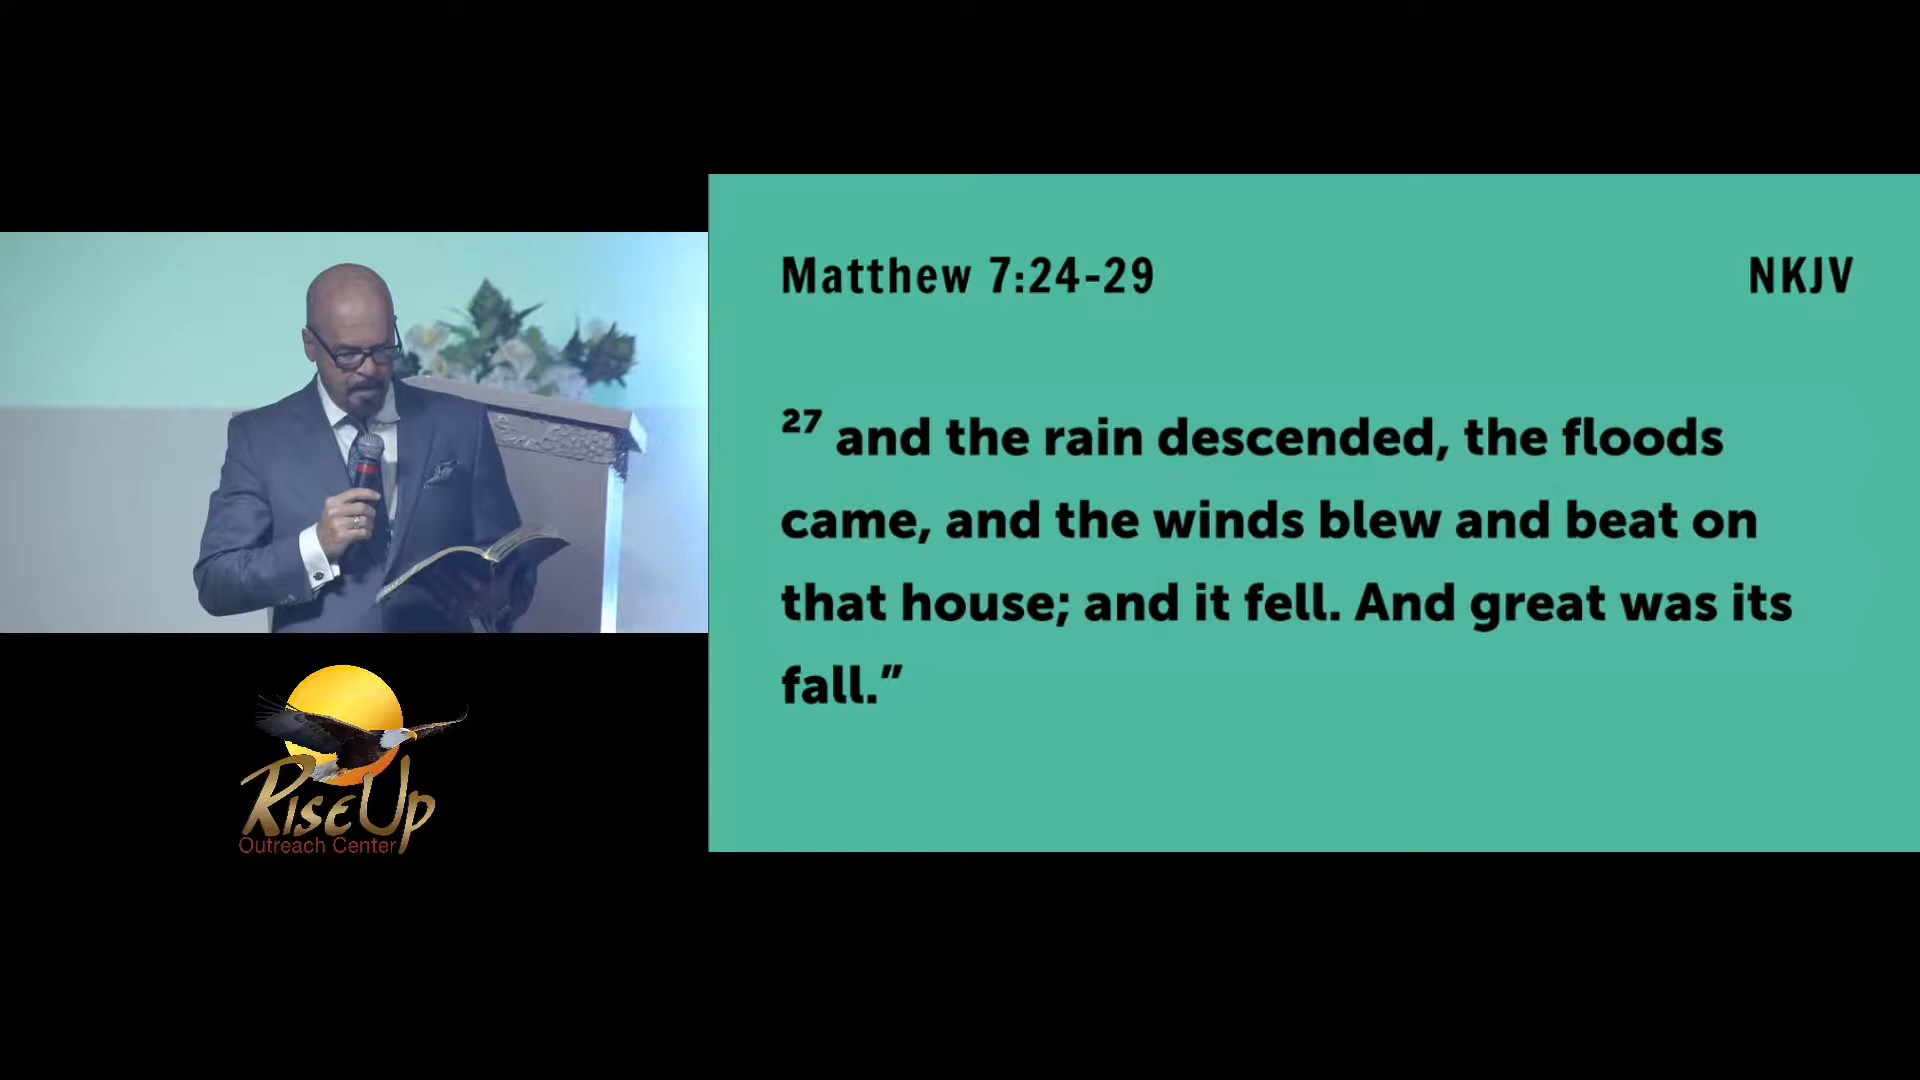 Matthew 7:24-29 NKJV
27 and the rain descended, the floods
came, and the winds blew and beat on
that house; and it fell. And great was its
fall.”
RiseUp
Outreach Center